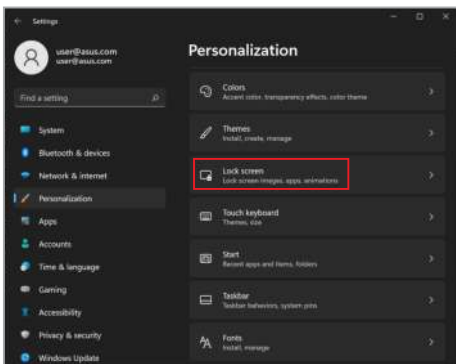 Settings
user@asus.com
user@asus.com
Find a setting
System
Bluetooth & devices
Network & internet
Personalization
Apps
Accounts
Time & language
Gaming
Accessibility
Privacy & security
Windows Update
Personalization
Colors
Accent color, transparency effects, color theme
Themes
Install, create, manage
Lock screen
Lock screen images, apps, animations
Touch keyboard
Themes, size
Start
Recent apps and items, folders
Taskbar
Taskbar behaviors, system pins
Fonts
Install, manage